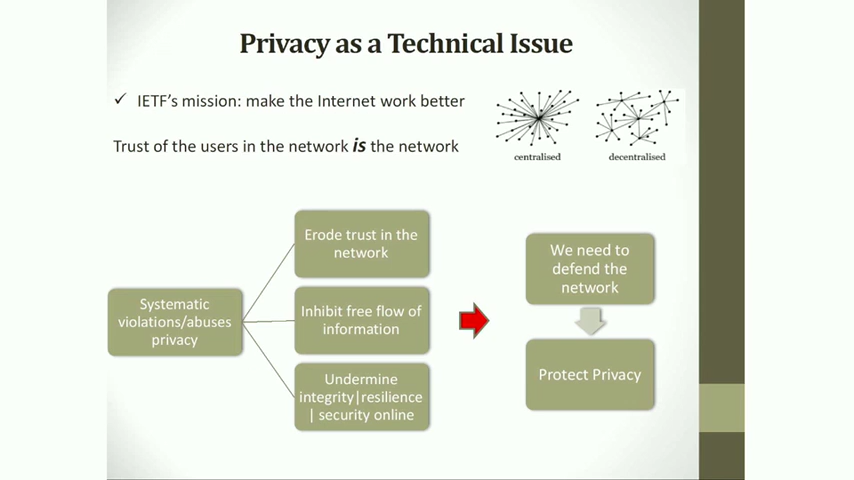 Privacy as a Technical Issue
✓ IETF's mission: make the Internet work better
Trust of the users in the network is the network
centralised
decentralised
Systematic
violations/abuses
privacy
Erode trust in the
network
Inhibit free flow of
information
Undermine
integrity|resilience
| security online
We need to
defend the
network
Protect Privacy